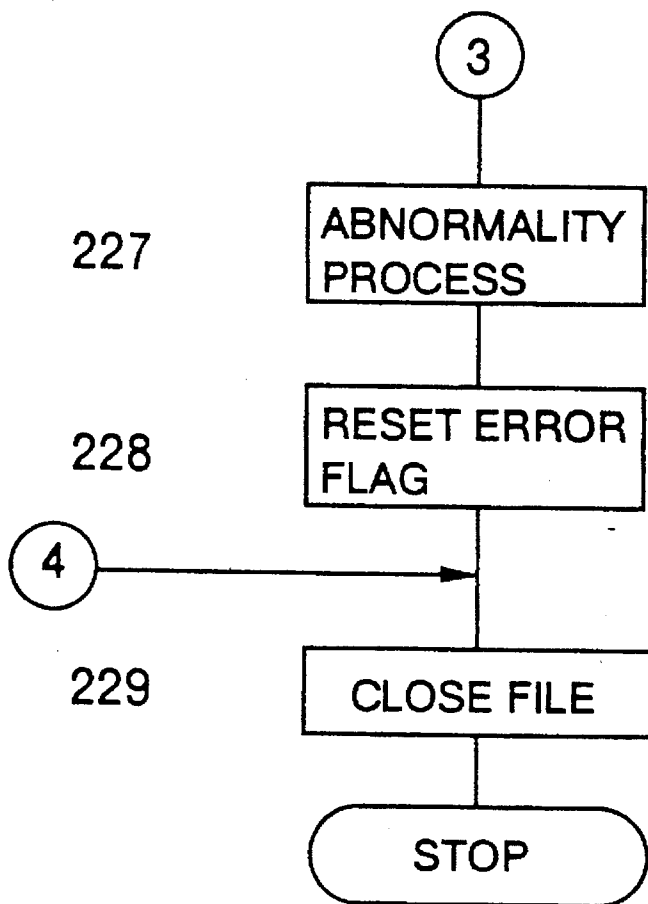 3
227
ABNORMALITY
PROCESS
228
RESET ERROR
FLAG
4
229
CLOSE FILE
STOP